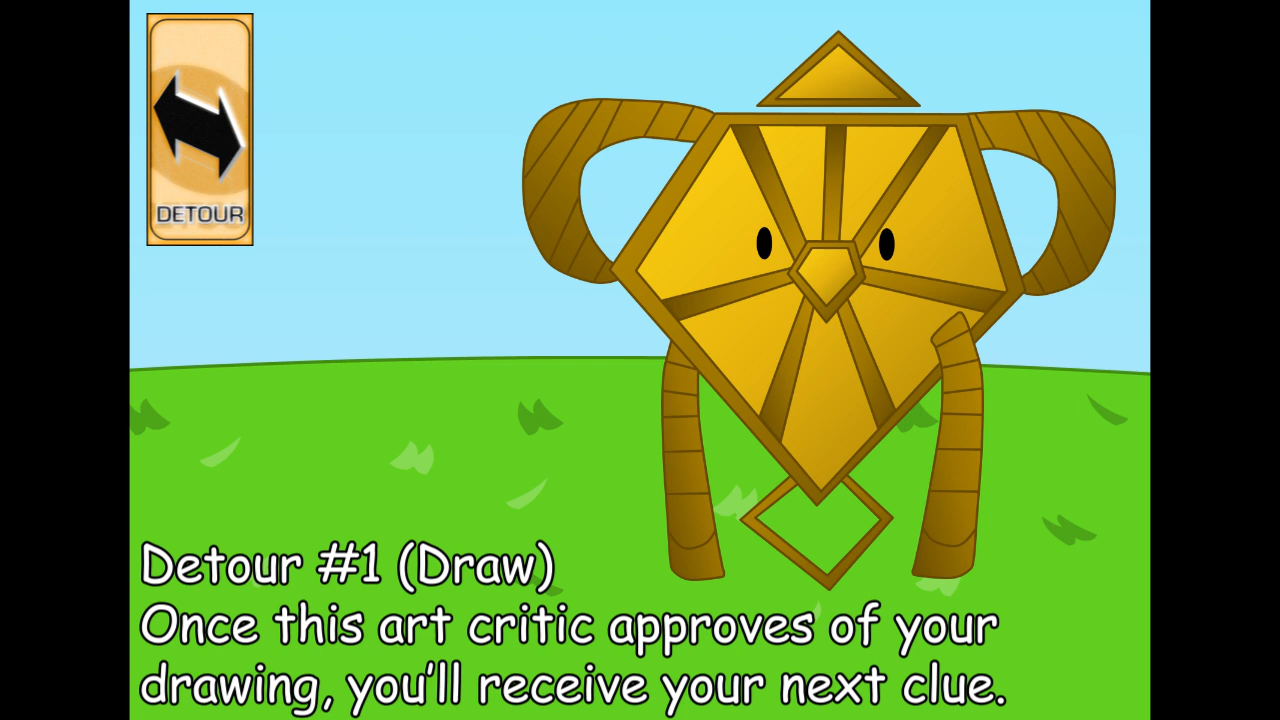 DETOUR
Detour #1 (Draw)
Once this art critic approves of your
drawing, you'll receive your next clue.